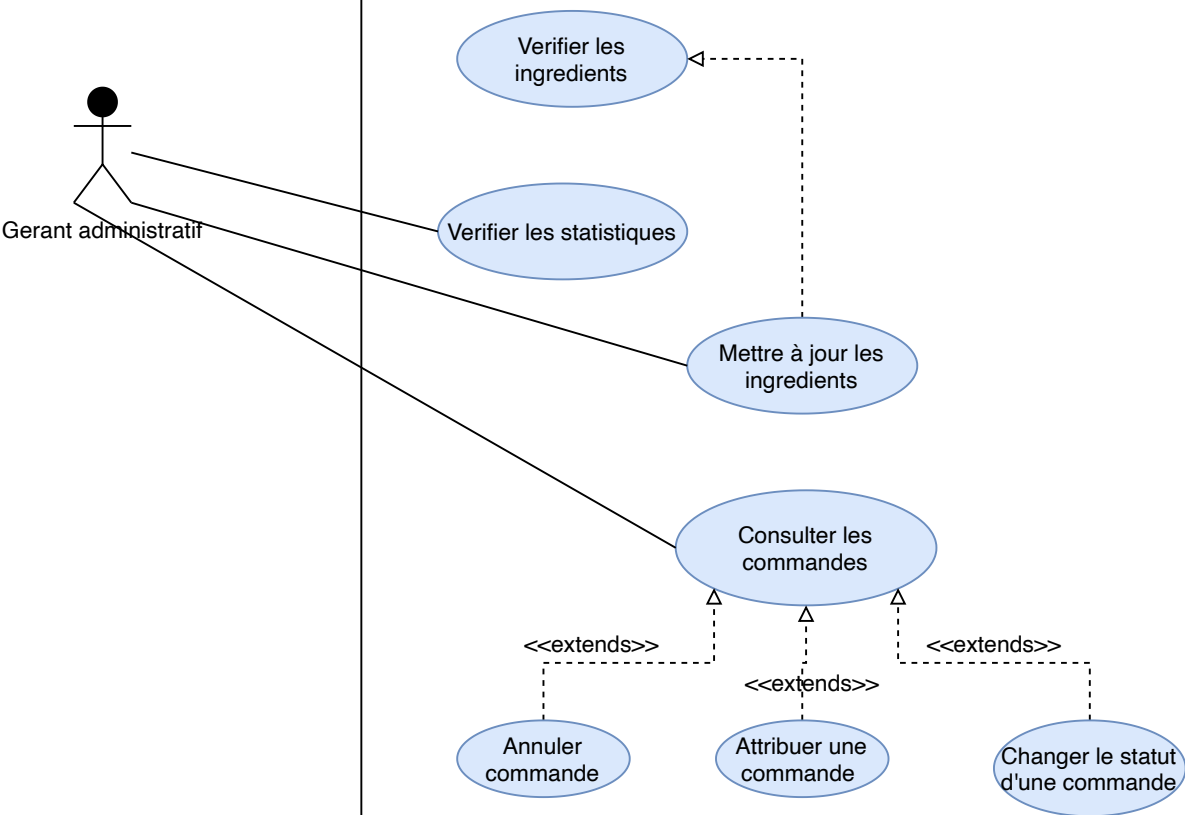 Verifier les
ingredients
Gerant administratif
Verifier les statistiques
Mettre à jour les
ingredients
Consulter les
commandes
<<extends>>
<<extends>>
<<extends>>
Annuler
commande
Attribuer une
commande
Changer le statut
d'une commande